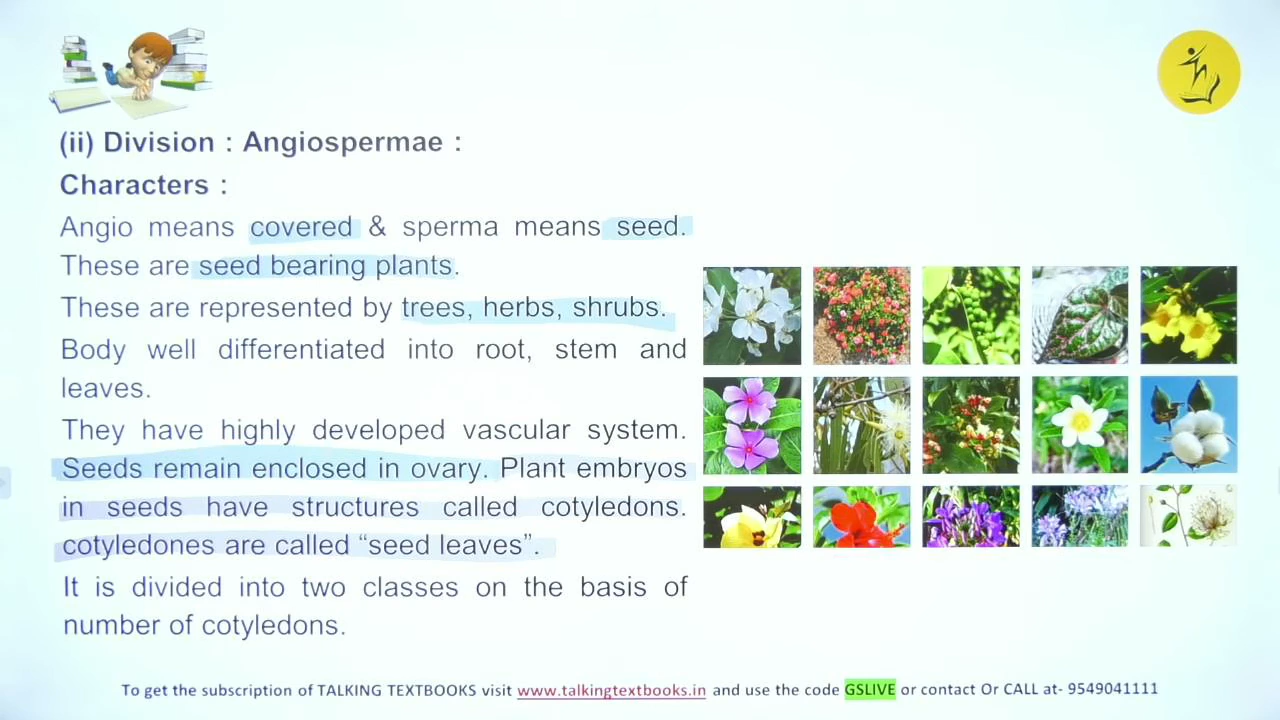 (ii) Division : Angiospermae :
Characters :
Angio means covered & sperma means seed.
These are seed bearing plants.
These are represented by trees, herbs, shrubs.
Body well differentiated into root, stem and
leaves.
They have highly developed vascular system.
Seeds remain enclosed in ovary. Plant embryos
in seeds have structures called cotyledons.
cotyledones are called “seed leaves”.
It is divided into two classes on the basis of
number of cotyledons.
To get the subscription of TALKING TEXTBOOKS visit www.talkingtextbooks.in and use the code GSLIVE or contact Or CALL at- 9549041111